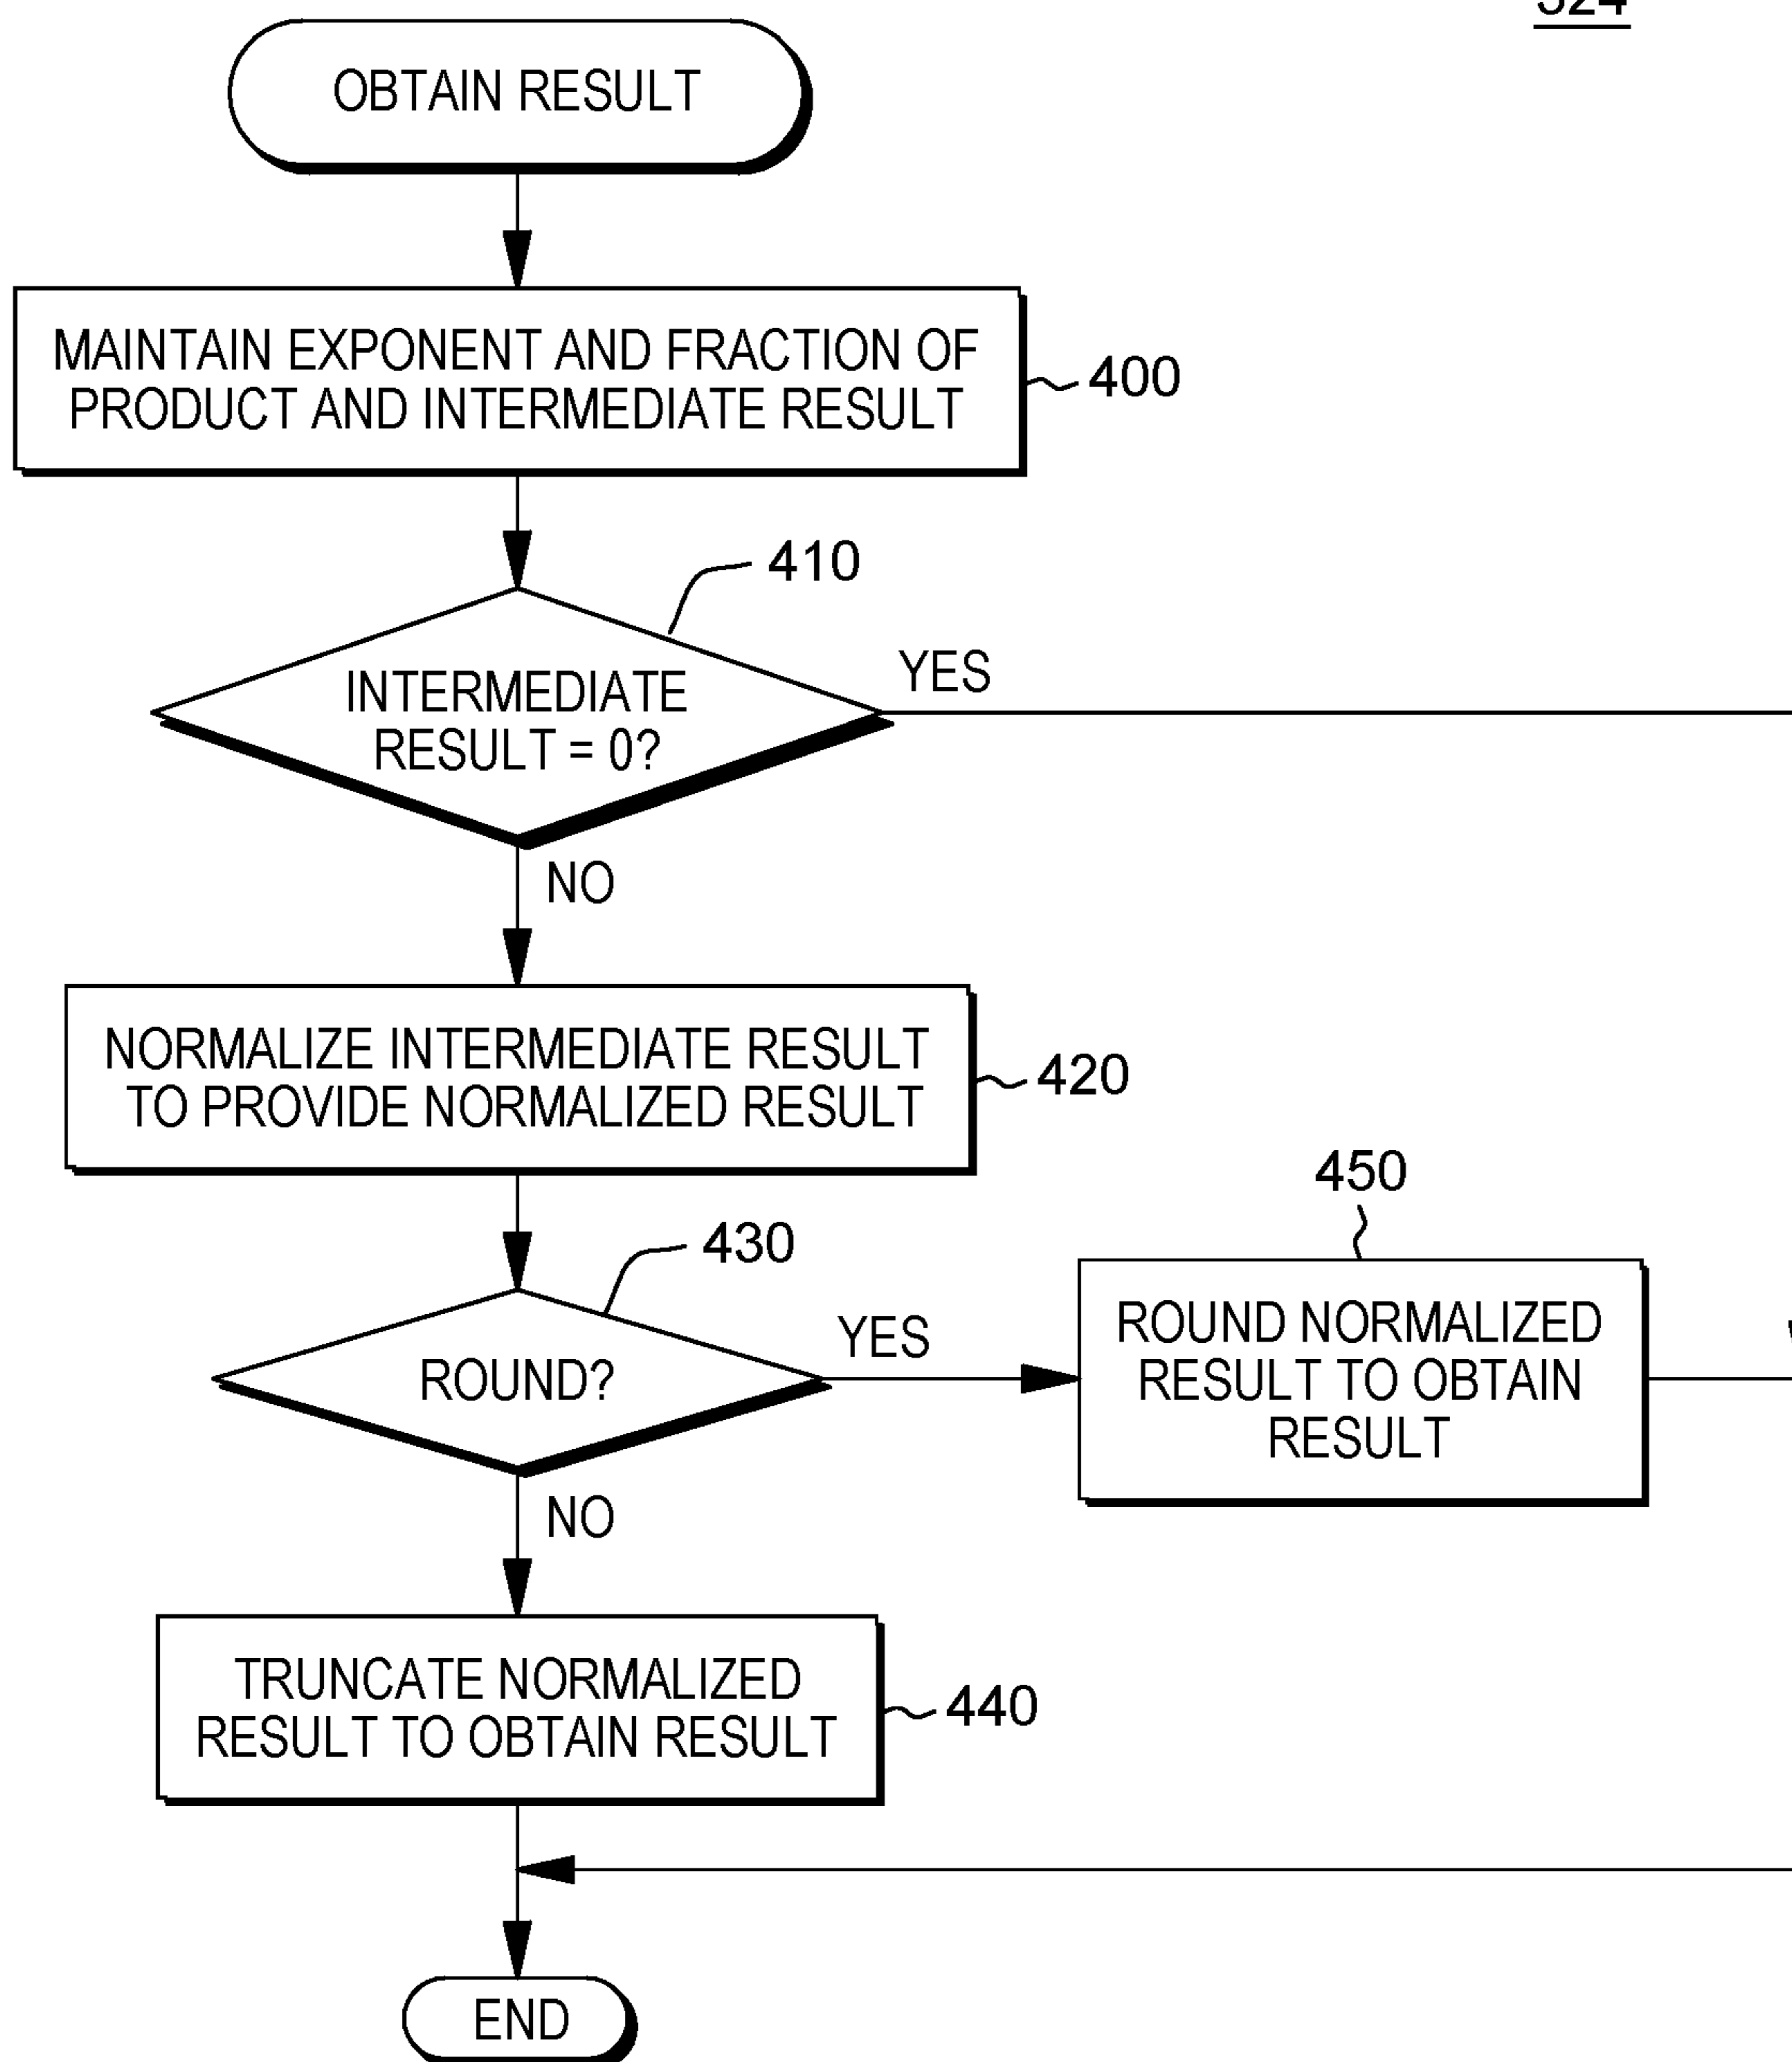 OBTAIN RESULT
MAINTAIN EXPONENT AND FRACTION OF
PRODUCT AND INTERMEDIATE RESULT
400
410
INTERMEDIATE
RESULT = 0?
YES
NO
NORMALIZE INTERMEDIATE RESULT
TO PROVIDE NORMALIZED RESULT
420
430
ROUND?
YES
450
ROUND NORMALIZED
RESULT TO OBTAIN
RESULT
NO
TRUNCATE NORMALIZED
RESULT TO OBTAIN RESULT
440
END